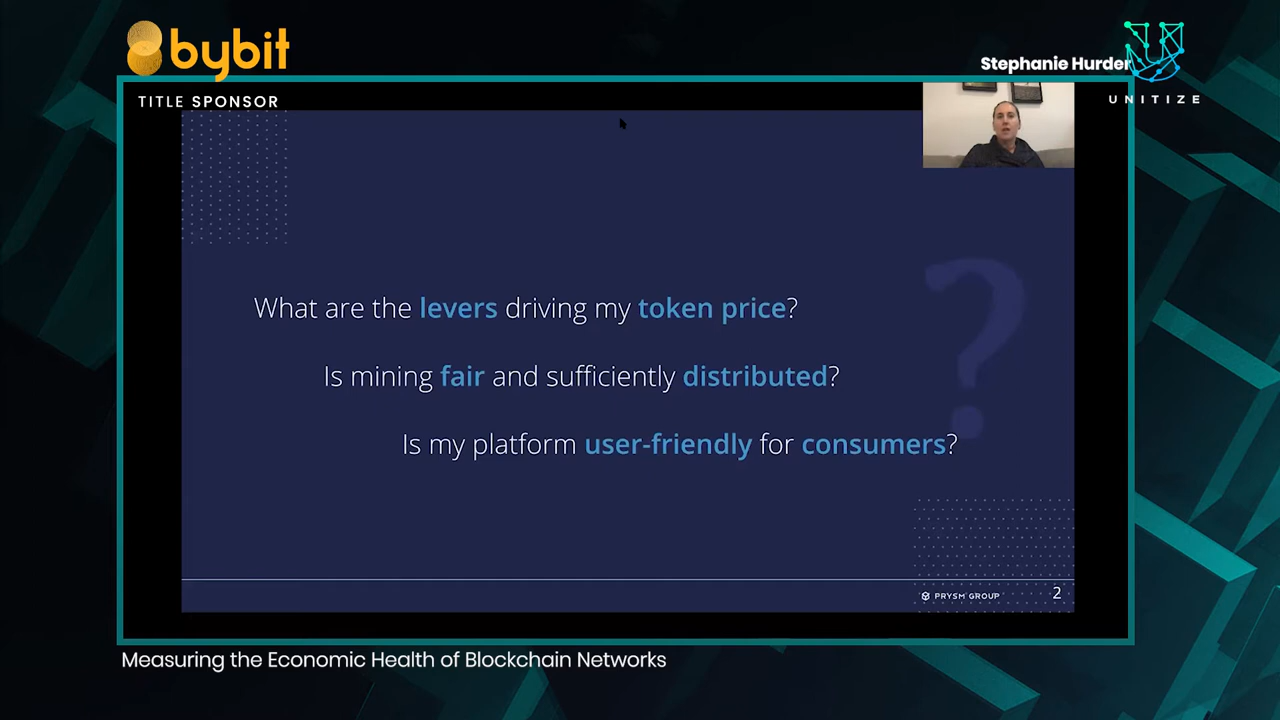 bybit
Stephanie Hurder
UNITIZE
TITLE SPONSOR
What are the levers driving my token price?
Is mining fair and sufficiently distributed?
Is my platform user-friendly for consumers?
?
PRYSM GROUP
2
Measuring the Economic Health of Blockchain Networks